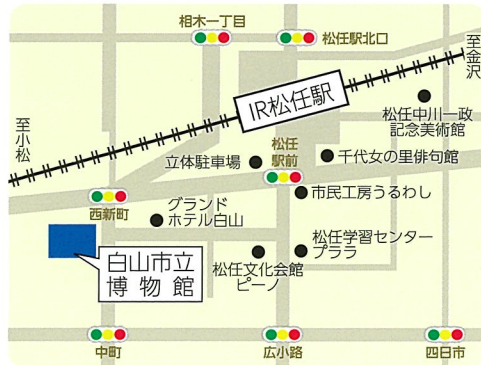 相木一丁目
松任駅北口
至金沢
IR松任駅
松任中川一政
記念美術館
至小松
立体駐車場
松任
駅前
千代女の里俳句館
西新町
グランド
ホテル白山
市民工房うるわし
白山市立
博物館
松任文化会館
ピーノ
松任学習センター
プララ
中町
広小路
四日市